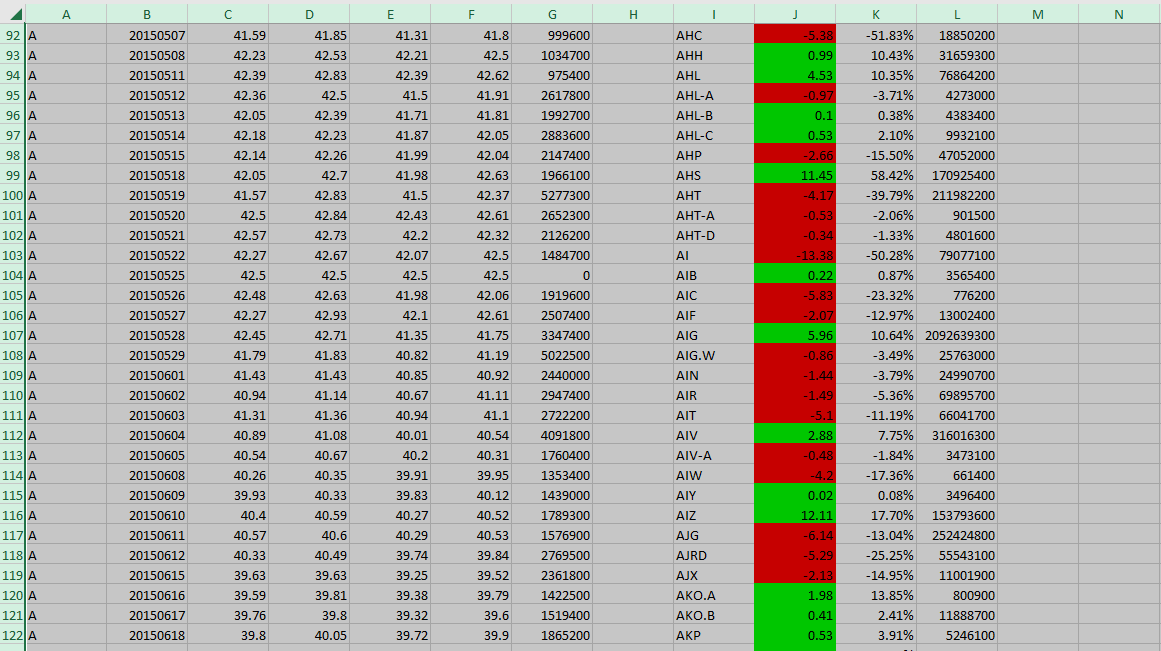 A B C D E F G H I J K L M N
92 A 20150507 41.59 41.85 41.31 41.8 999600 AHC -5.38 -51.83% 18850200
93 A 20150508 42.23 42.53 42.21 42.5 1034700 AHH 0.99 10.43% 31659300
94 A 20150511 42.39 42.83 42.39 42.62 975400 AHL 4.53 10.35% 76864200
95 A 20150512 42.36 42.5 41.5 41.91 2617800 AHL-A -0.97 -3.71% 4273000
96 A 20150513 42.05 42.39 41.71 41.81 1992700 AHL-B 0.1 0.38% 4383400
97 A 20150514 42.18 42.23 41.87 42.05 2883600 AHL-C 0.53 2.10% 9932100
98 A 20150515 42.14 42.26 41.99 42.04 2147400 AHP -2.66 -15.50% 47052000
99 A 20150518 42.05 42.7 41.98 42.63 1966100 AHS 11.45 58.42% 170925400
100 A 20150519 41.57 42.83 41.5 42.37 5277300 AHT -4.17 -39.79% 211982200
101 A 20150520 42.5 42.84 42.43 42.61 2652300 AHT-A -0.53 -2.06% 901500
102 A 20150521 42.57 42.73 42.2 42.32 2126200 AHT-D -0.34 -1.33% 4801600
103 A 20150522 42.27 42.67 42.07 42.5 1484700 AI -13.38 -50.28% 79077100
104 A 20150525 42.5 42.5 42.5 42.5 0 AIB 0.22 0.87% 3565400
105 A 20150526 42.48 42.63 41.98 42.06 1919600 AIC -5.83 -23.32% 776200
106 A 20150527 42.27 42.93 42.1 42.61 2507400 AIF -2.07 -12.97% 13002400
107 A 20150528 42.45 42.71 41.35 41.75 3347400 AIG 5.96 10.64% 2092639300
108 A 20150529 41.79 41.83 40.82 41.19 5022500 AIG.W -0.86 -3.49% 25763000
109 A 20150601 41.43 41.43 40.85 40.92 2440000 AIN -1.44 -3.79% 24990700
110 A 20150602 40.94 41.14 40.67 41.11 2947400 AIR -1.49 -5.36% 69895700
111 A 20150603 41.31 41.36 40.94 41.1 2722200 AIT -5.1 -11.19% 66041700
112 A 20150604 40.89 41.08 40.01 40.54 4091800 AIV 2.88 7.75% 316016300
113 A 20150605 40.54 40.67 40.2 40.31 1760400 AIV-A -0.48 -1.84% 3473100
114 A 20150608 40.26 40.35 39.91 39.95 1353400 AIW -4.2 -17.36% 661400
115 A 20150609 39.93 40.33 39.83 40.12 1439000 AIY 0.02 0.08% 3496400
116 A 20150610 40.4 40.59 40.27 40.52 1789300 AIZ 12.11 17.70% 153793600
117 A 20150611 40.57 40.6 40.29 40.53 1576900 AJG -6.14 -13.04% 252424800
118 A 20150612 40.33 40.49 39.74 39.84 2769500 AJRD -5.29 -25.25% 55543100
119 A 20150615 39.63 39.63 39.25 39.52 2361800 AJX -2.13 -14.95% 11001900
120 A 20150616 39.59 39.81 39.38 39.79 1422500 AKO.A 1.98 13.85% 800900
121 A 20150617 39.76 39.8 39.32 39.6 1519400 AKO.B 0.41 2.41% 11888700
122 A 20150618 39.8 40.05 39.72 39.9 1865200 AKP 0.53 3.91% 5246100